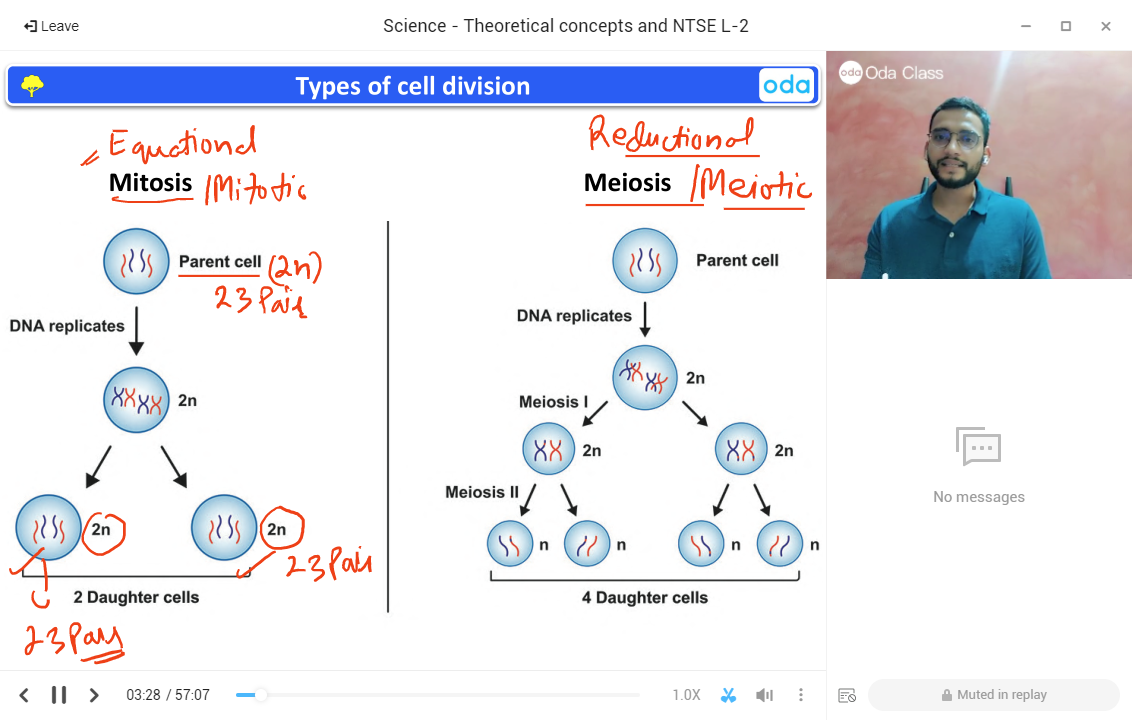 Leave
Science - Theoretical concepts and NTSE L-2
Types of cell division
oda
oda Oda Class
Equational
Mitosis /Mitotic
Reductional
Meiosis /Meiotic
Parent cell (2n)
23 Pair
DNA replicates
2n
2n
2n
23 Pair
2 Daughter cells
23 Pairs
Parent cell
DNA replicates
2n
Meiosis I
2n
2n
Meiosis II
n
n
n
n
4 Daughter cells
No messages
03:28 / 57:07
1.0X
Muted in replay